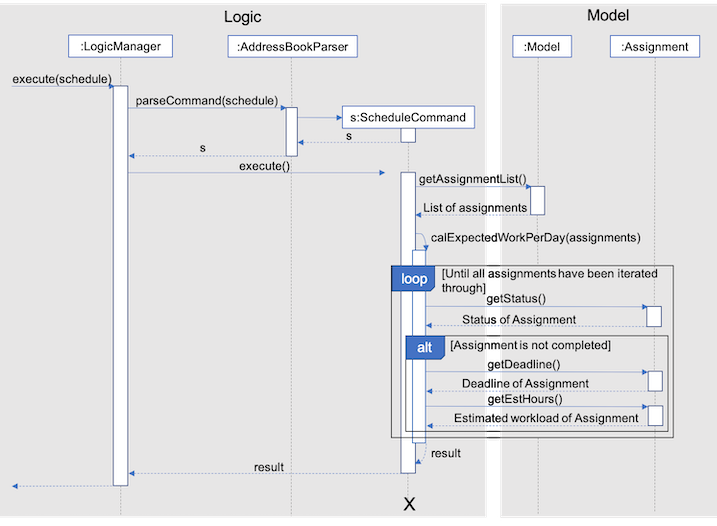 Logic
Model
:LogicManager
:AddressBookParser
:Model
:Assignment
execute(schedule)
parseCommand(schedule)
s:ScheduleCommand
s
s
execute()
getAssignmentList()
List of assignments
calExpectedWorkPerDay(assignments)
loop
[Until all assignments have been iterated
through]
getStatus()
Status of Assignment
alt
[Assignment is not completed]
getDeadline()
Deadline of Assignment
getEstHours()
Estimated workload of Assignment
result
result
X